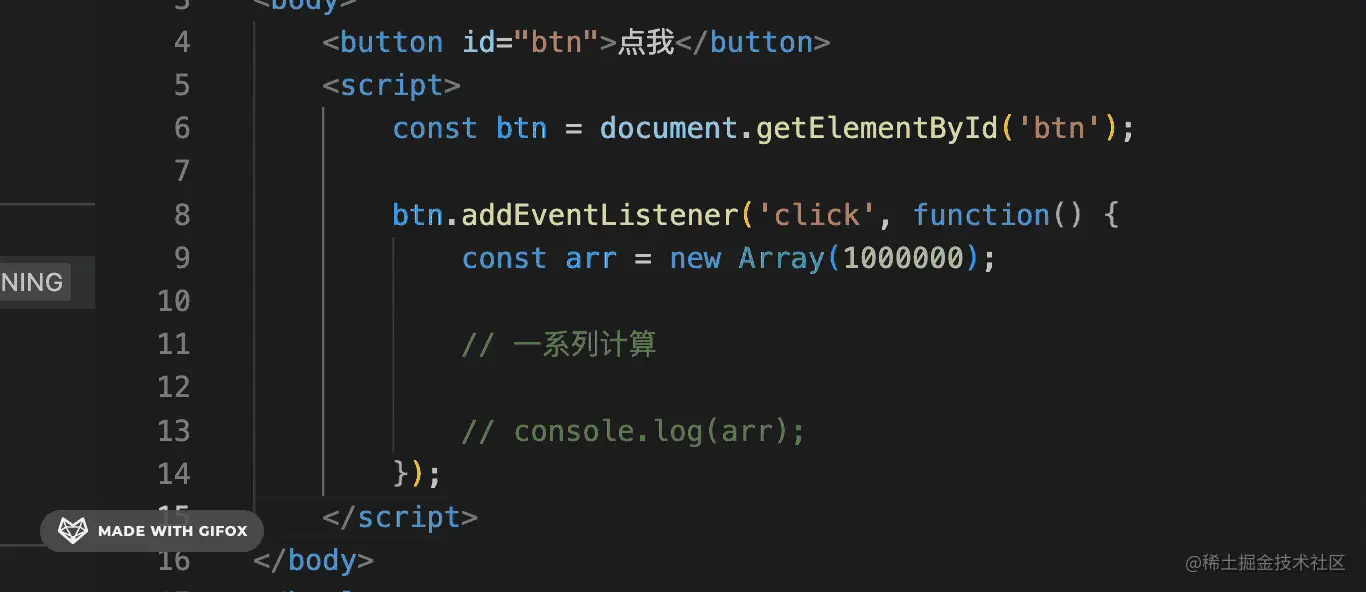 <body>
4 <button id="btn">点我</button>
5 <script>
6 const btn = document.getElementById('btn');
7
8 btn.addEventListener('click', function() {
9 const arr = new Array(1000000);
10
NING
11 // 一系列计算
12
13 // console.log(arr);
14 });
15 </script>
MADE WITH GIFOX
16 </body>
@稀土掘金技术社区